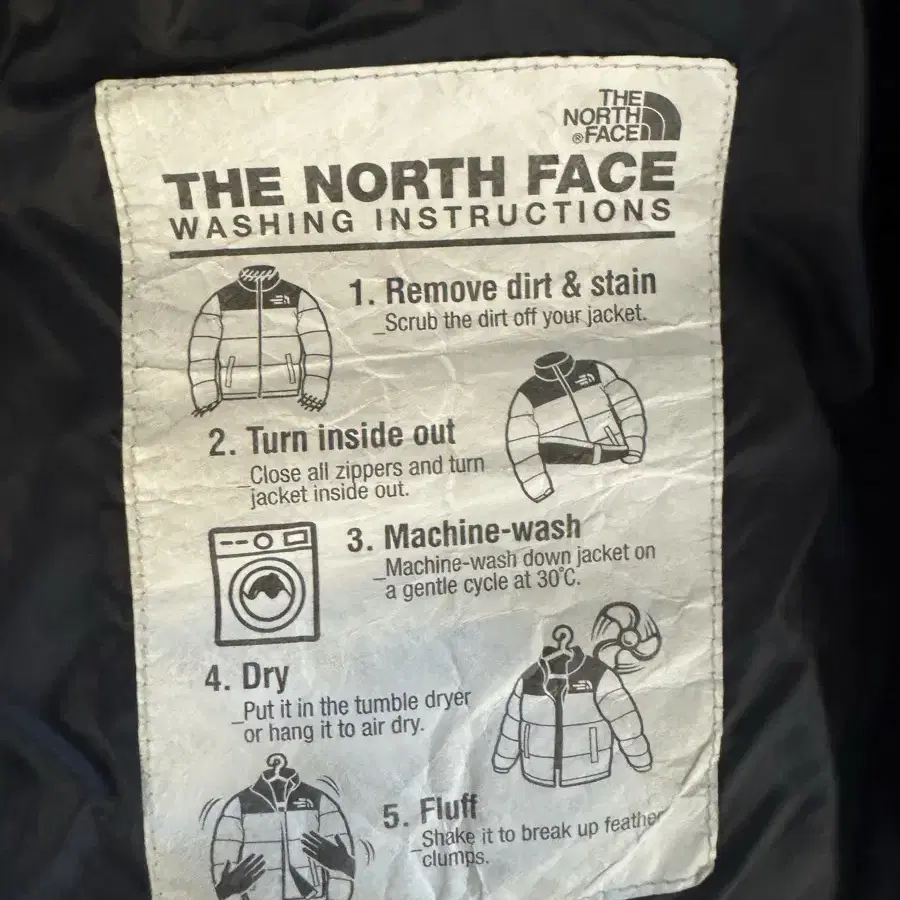 THE
NORTH
®FACE
THE NORTH FACE
WASHING INSTRUCTIONS
1. Remove dirt & stain
_Scrub the dirt off your jacket.
2. Turn inside out
_Close all zippers and turn
jacket inside out.
3. Machine-wash
_Machine-wash down jacket on
a gentle cycle at 30°C.
4. Dry
_Put it in the tumble dryer
or hang it to air dry.
5. Fluff
_Shake it to break up feather
clumps.